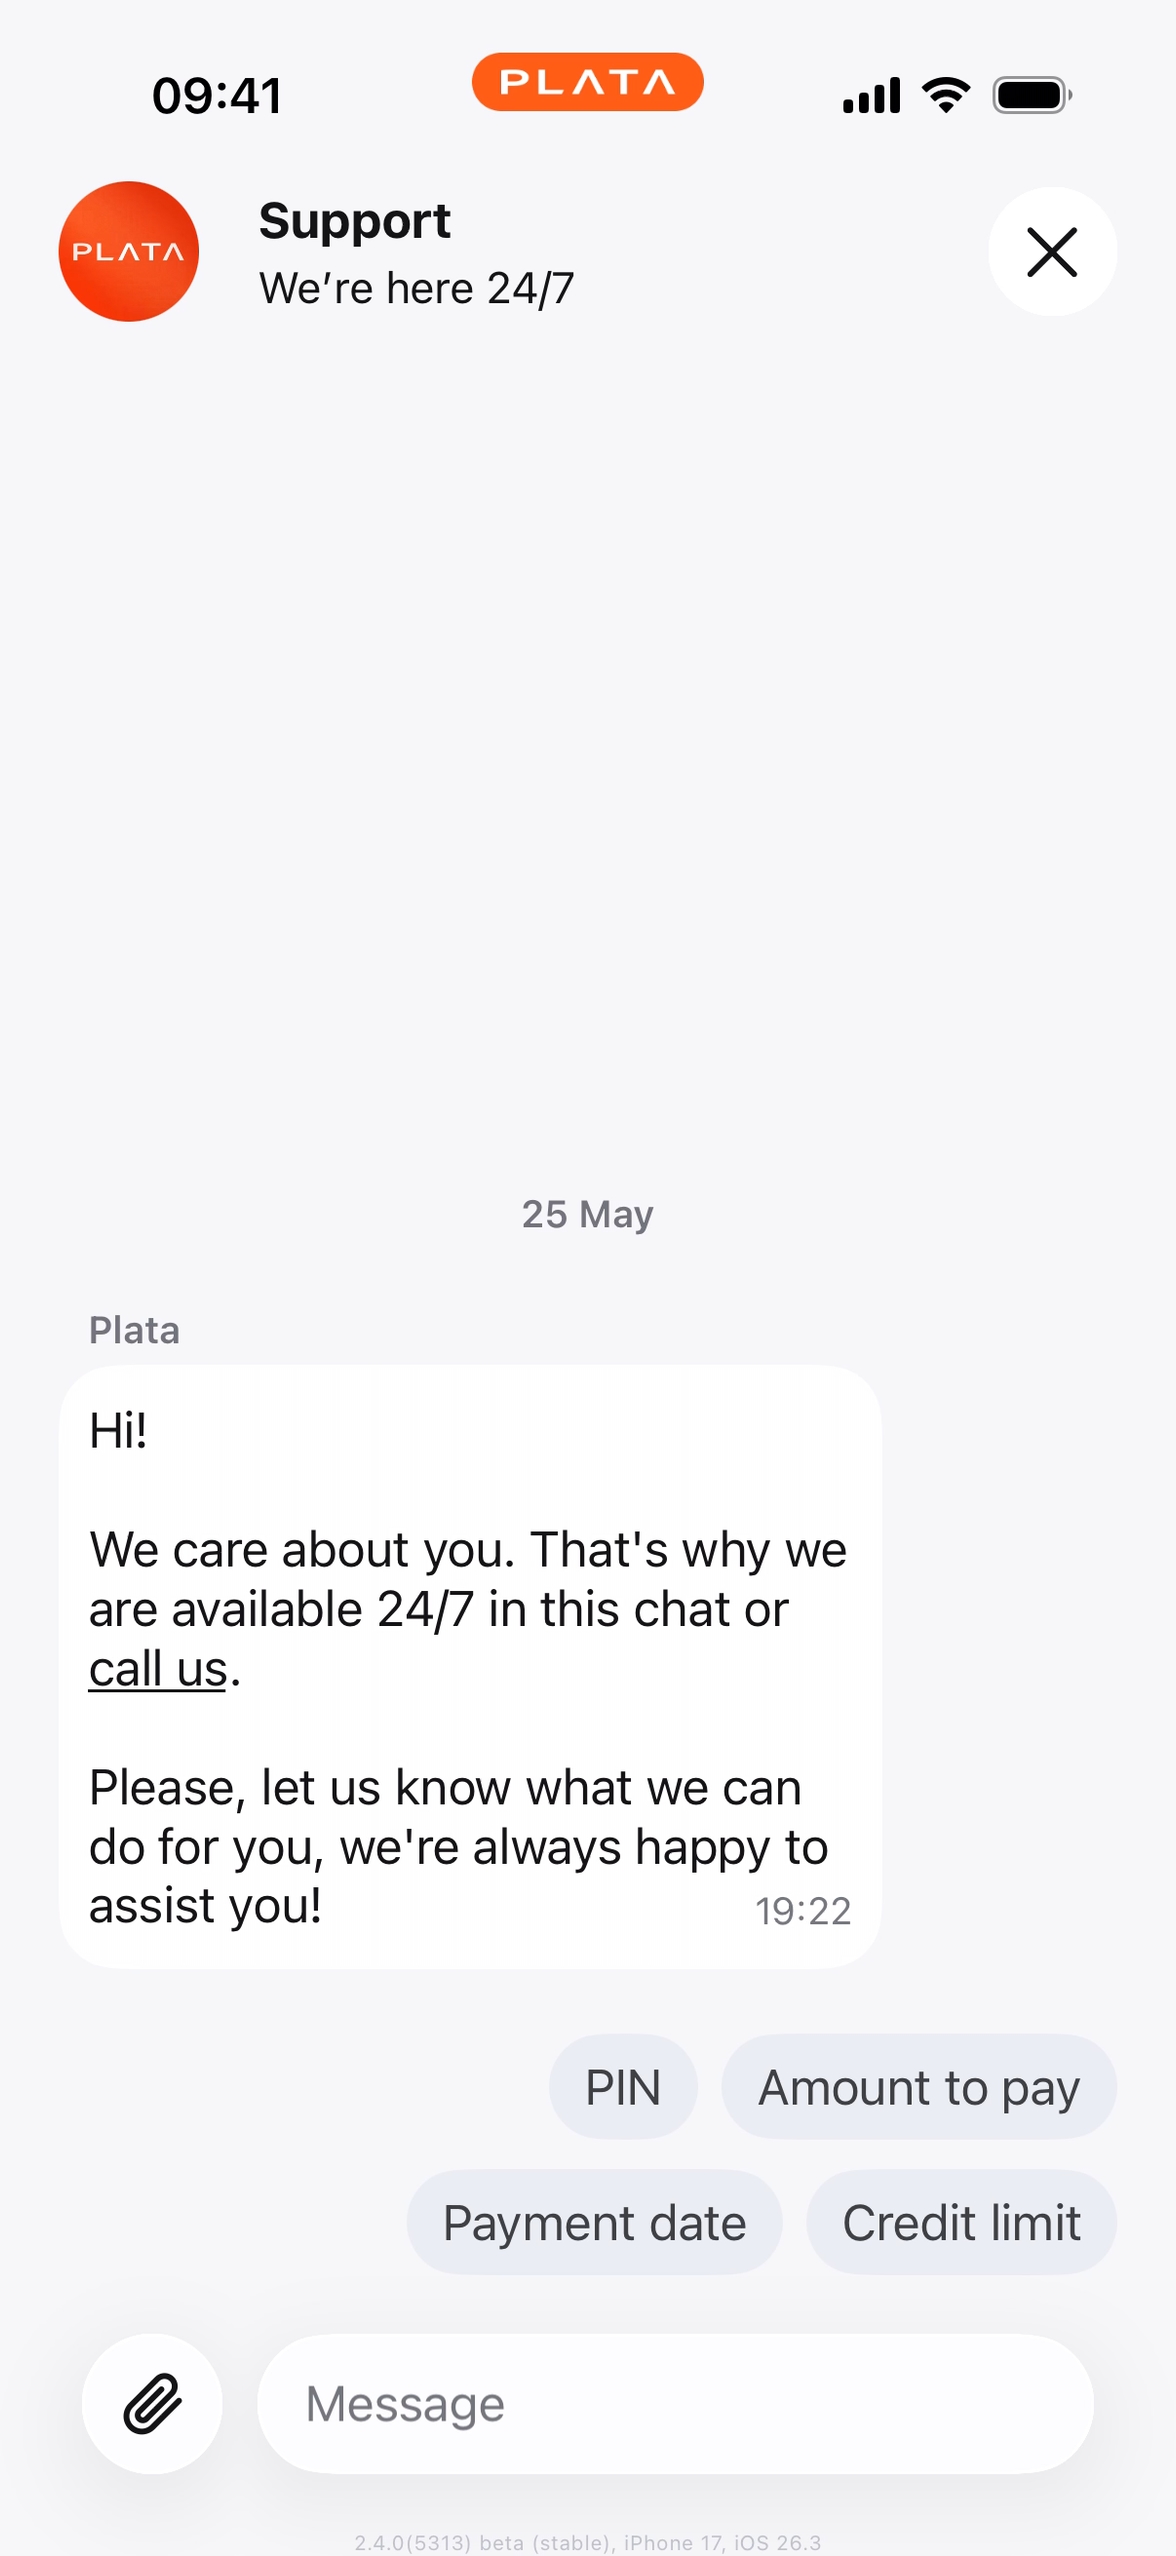 09:41
PLATA
PLATA
Support
We’re here 24/7
25 May
Plata
Hi!
We care about you. That's why we
are available 24/7 in this chat or
call us.
Please, let us know what we can
do for you, we're always happy to
assist you!
19:22
PIN
Amount to pay
Payment date
Credit limit
Message
2.4.0(5313) beta (stable), iPhone 17, iOS 26.3